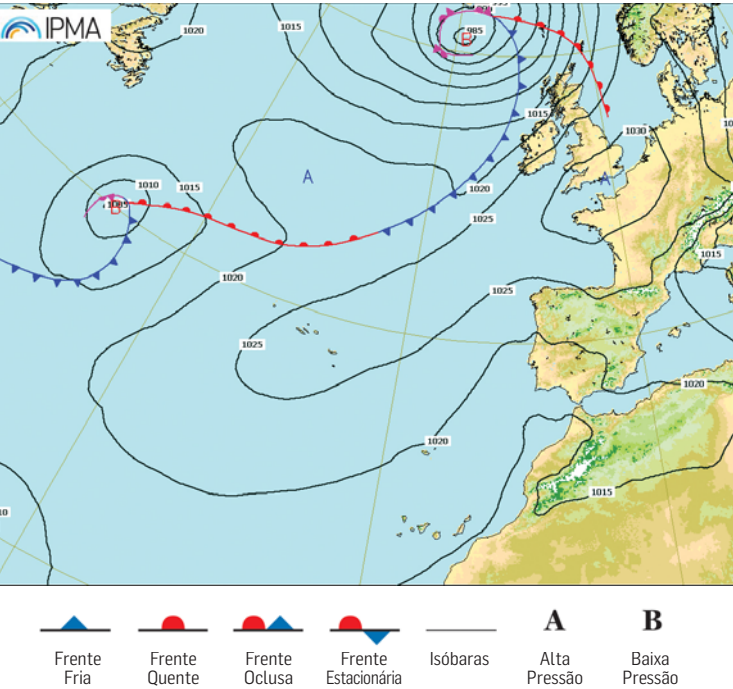 IPMA
1020
1015
995
985
B
1015
1030
A
A
1010
1015
1005
B
1020
1025
1015
1020
1025
1025
1020
1020
1015
10
Frente Fria
Frente Quente
Frente Oclusa
Frente Estacionária
Isóbaras
A
Alta Pressão
B
Baixa Pressão